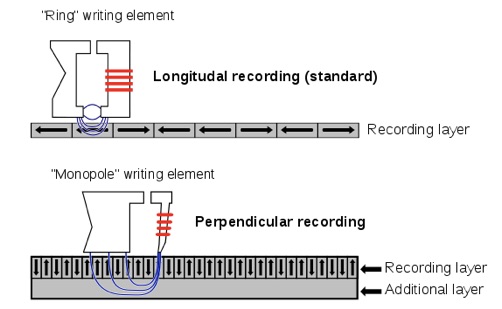 "Ring" writing element
Longitudal recording (standard)
Recording layer
"Monopole" writing element
Perpendicular recording
Recording layer
Additional layer